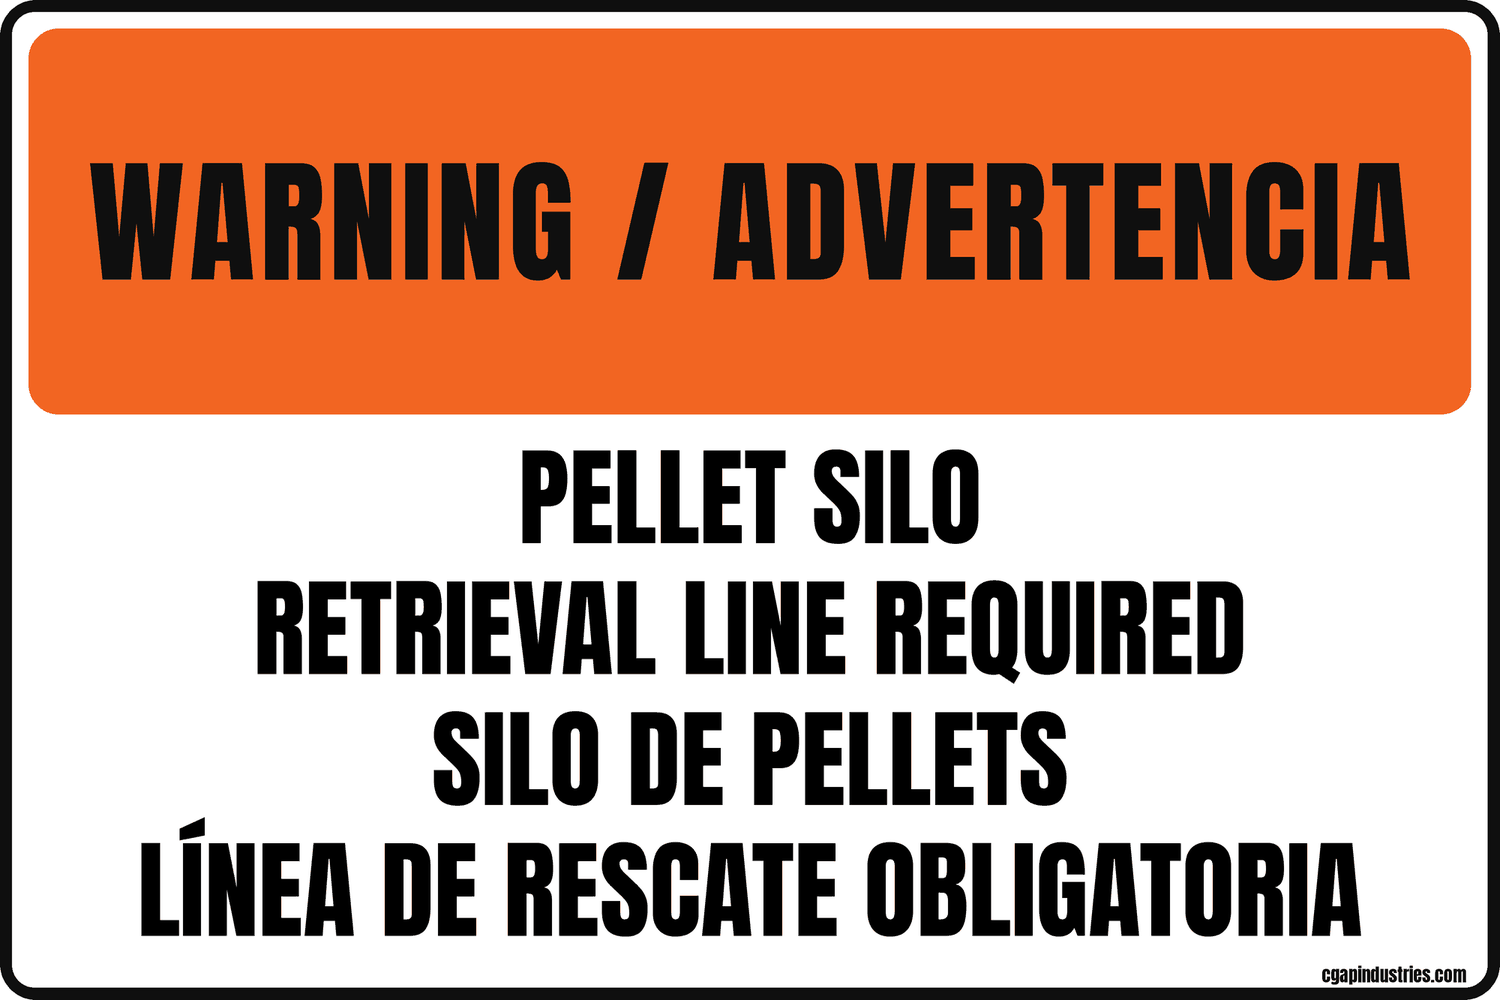 WARNING / ADVERTENCIA
PELLET SILO
RETRIEVAL LINE REQUIRED
SILO DE PELLETS
LÍNEA DE RESCATE OBLIGATORIA
cgapindustries.com